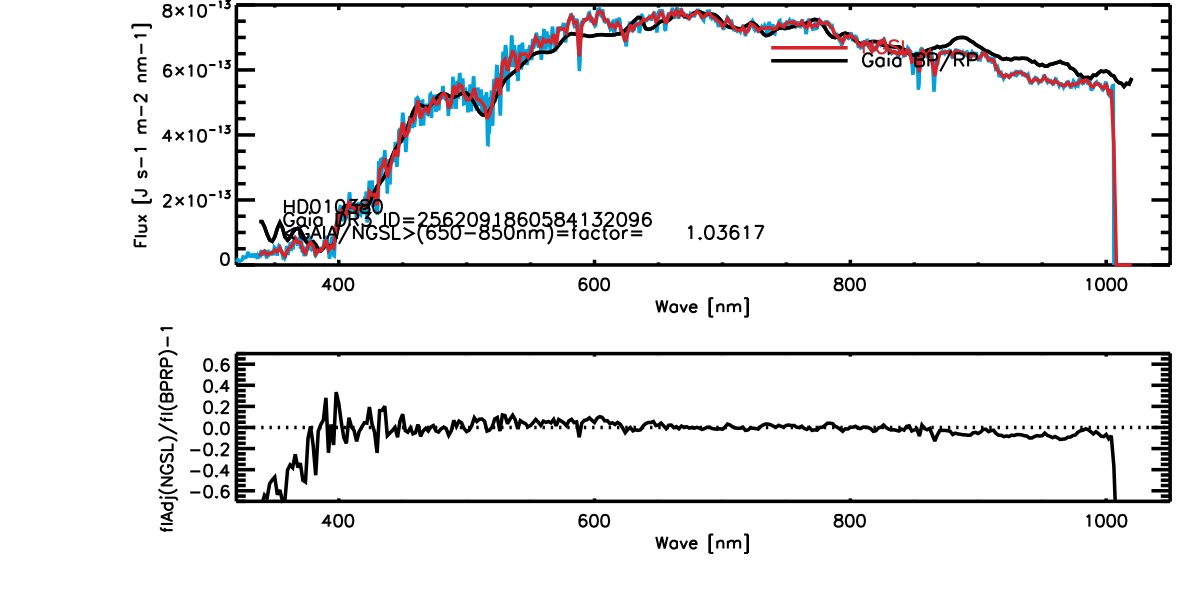 8×10−13
6×10−13
4×10−13
2×10−13
0
Flux [J s−1 m−2 nm−1]
NGSL
Gaia BP/RP
Gaia DR3 ID=2562091860584132096
<GAIA/NGSL>(650−850nm)=factor= 1.03617
400 600 800 1000
Wave [nm]
0.6
0.4
0.2
0.0
−0.2
−0.4
−0.6
flAdj(NGSL)/fl(BPRP)−1
400 600 800 1000
Wave [nm]